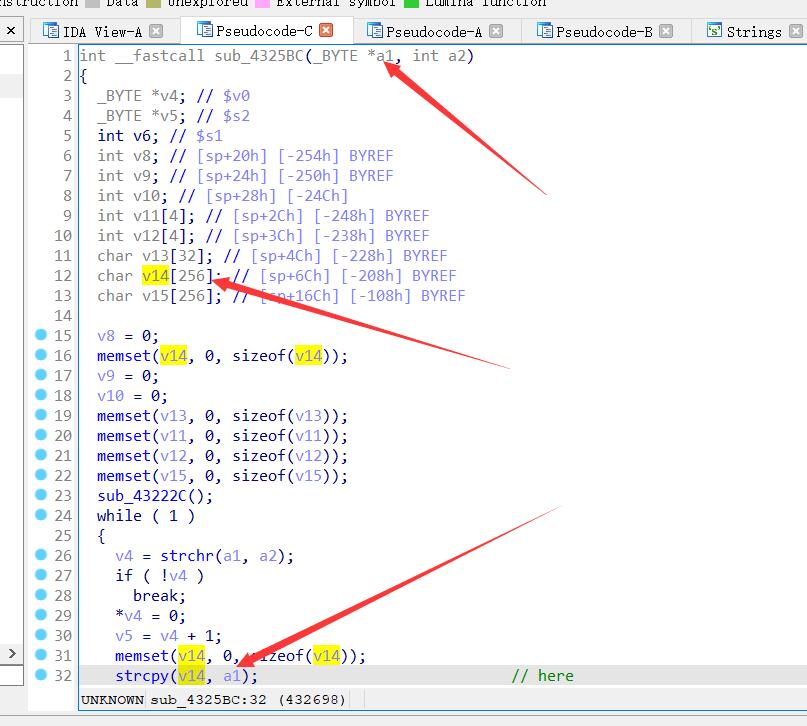 nstruction Data Unexplored External symbol Lumina function
IDA View-A Pseudocode-C Pseudocode-A Pseudocode-B Strings
1 int __fastcall sub_4325BC(_BYTE *a1, int a2)
2 {
3 _BYTE *v4; // $v0
4 _BYTE *v5; // $s2
5 int v6; // $s1
6 int v8; // [sp+20h] [-254h] BYREF
7 int v9; // [sp+24h] [-250h] BYREF
8 int v10; // [sp+28h] [-24Ch]
9 int v11[4]; // [sp+2Ch] [-248h] BYREF
10 int v12[4]; // [sp+3Ch] [-238h] BYREF
11 char v13[32]; // [sp+4Ch] [-228h] BYREF
12 char v14[256]; // [sp+6Ch] [-208h] BYREF
13 char v15[256]; // [sp+16Ch] [-108h] BYREF
14
15 v8 = 0;
16 memset(v14, 0, sizeof(v14));
17 v9 = 0;
18 v10 = 0;
19 memset(v13, 0, sizeof(v13));
20 memset(v11, 0, sizeof(v11));
21 memset(v12, 0, sizeof(v12));
22 memset(v15, 0, sizeof(v15));
23 sub_43222C();
24 while ( 1 )
25 {
26 v4 = strchr(a1, a2);
27 if ( !v4 )
28 break;
29 *v4 = 0;
30 v5 = v4 + 1;
31 memset(v14, 0, sizeof(v14));
32 strcpy(v14, a1); // here
UNKNOWN sub_4325BC:32 (432698)